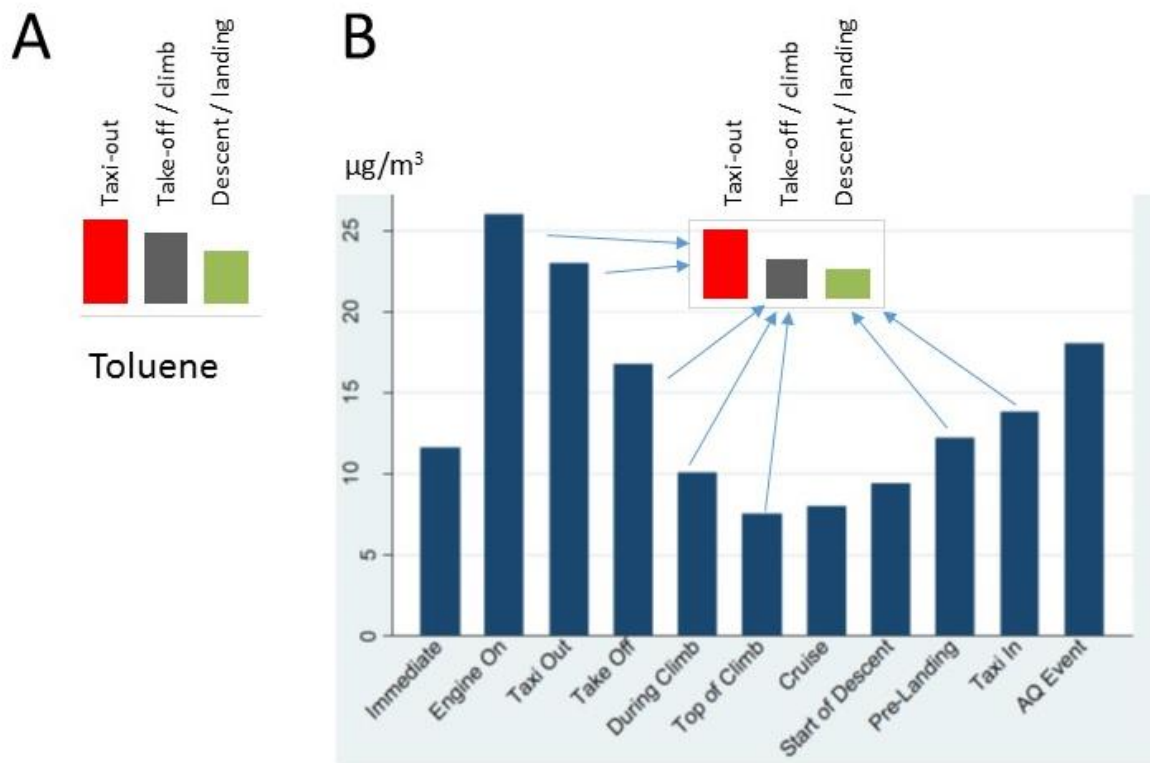 A
Taxi-out
Take-off / climb
Descent / landing
Toluene
B
Taxi-out
Take-off / climb
Descent / landing
µg/m³
25
20
15
10
5
0
Immediate
Engine On
Taxi Out
Take Off
During Climb
Top of Climb
Cruise
Start of Descent
Pre-Landing
Taxi In
AQ Event